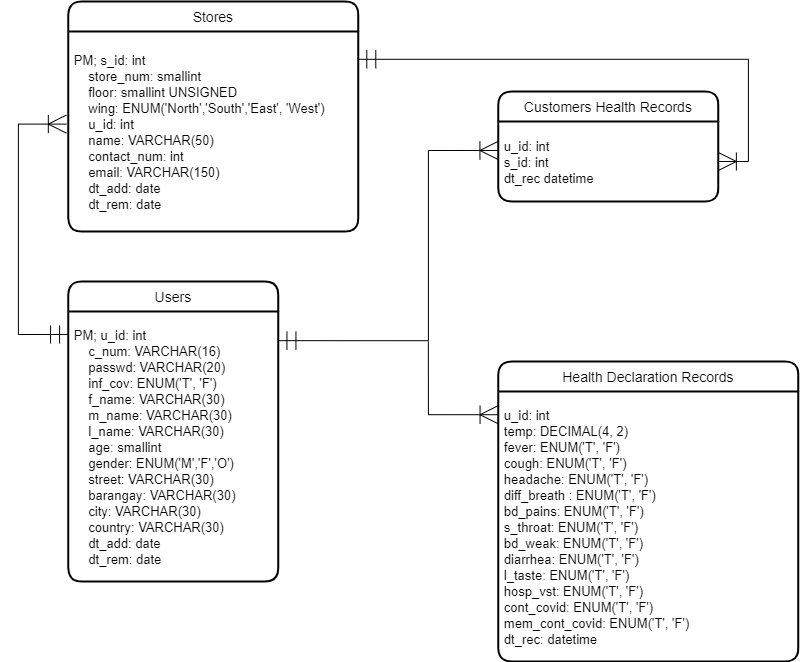 Stores
PM; s_id: int
store_num: smallint
floor: smallint UNSIGNED
wing: ENUM('North','South','East', 'West')
u_id: int
name: VARCHAR(50)
contact_num: int
email: VARCHAR(150)
dt_add: date
dt_rem: date
Customers Health Records
u_id: int
s_id: int
dt_rec datetime
Users
PM; u_id: int
c_num: VARCHAR(16)
passwd: VARCHAR(20)
inf_cov: ENUM('T', 'F')
f_name: VARCHAR(30)
m_name: VARCHAR(30)
l_name: VARCHAR(30)
age: smallint
gender: ENUM('M','F','O')
street: VARCHAR(30)
barangay: VARCHAR(30)
city: VARCHAR(30)
country: VARCHAR(30)
dt_add: date
dt_rem: date
Health Declaration Records
u_id: int
temp: DECIMAL(4, 2)
fever: ENUM('T', 'F')
cough: ENUM('T', 'F')
headache: ENUM('T', 'F')
diff_breath : ENUM('T', 'F')
bd_pains: ENUM('T', 'F')
s_throat: ENUM('T', 'F')
bd_weak: ENUM('T', 'F')
diarrhea: ENUM('T', 'F')
l_taste: ENUM('T', 'F')
hosp_vst: ENUM('T', 'F')
cont_covid: ENUM('T', 'F')
mem_cont_covid: ENUM('T', 'F')
dt_rec: datetime